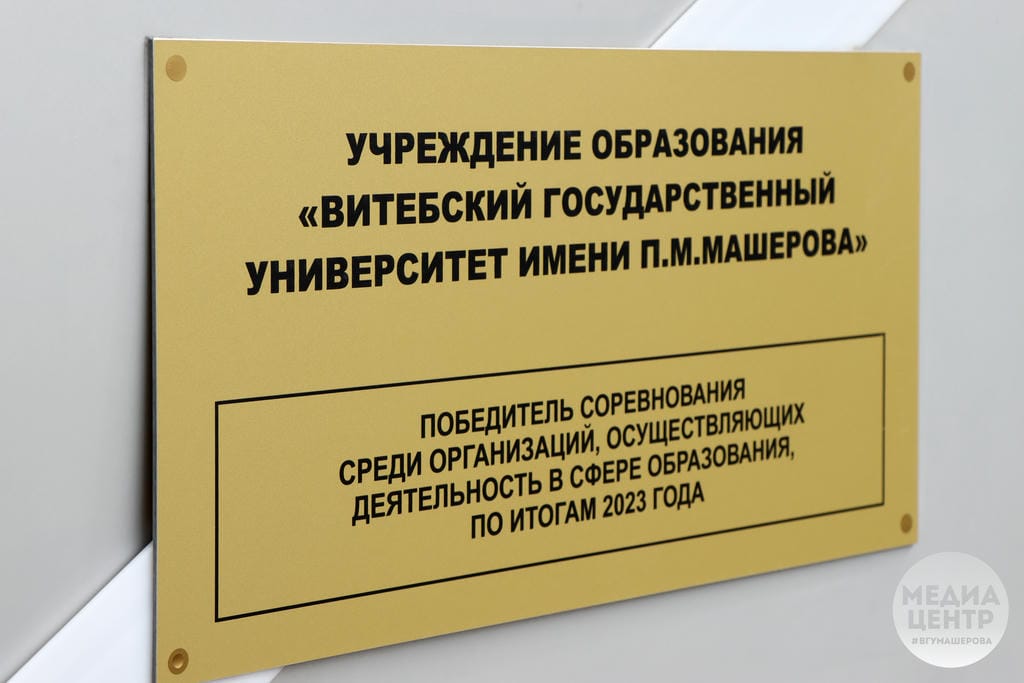 УЧРЕЖДЕНИЕ ОБРАЗОВАНИЯ
«ВИТЕБСКИЙ ГОСУДАРСТВЕННЫЙ
УНИВЕРСИТЕТ ИМЕНИ П.М.МАШЕРОВА»
ПОБЕДИТЕЛЬ СОРЕВНОВАНИЯ
СРЕДИ ОРГАНИЗАЦИЙ, ОСУЩЕСТВЛЯЮЩИХ
ДЕЯТЕЛЬНОСТЬ В СФЕРЕ ОБРАЗОВАНИЯ,
ПО ИТОГАМ 2023 ГОДА
МЕДИА
ЦЕНТР
#ВГУМАШЕРОВА